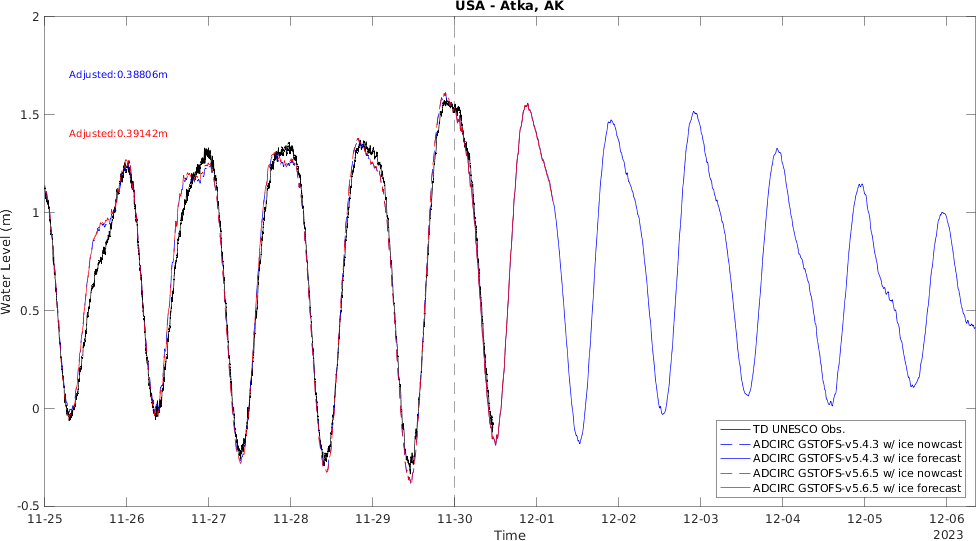 USA - Atka, AK
2
1.5
1
0.5
0
-0.5
Water Level (m)
Adjusted:0.38806m
Adjusted:0.39142m
TD UNESCO Obs.
ADCIRC GSTOFS-v5.4.3 w/ ice nowcast
ADCIRC GSTOFS-v5.4.3 w/ ice forecast
ADCIRC GSTOFS-v5.6.5 w/ ice nowcast
ADCIRC GSTOFS-v5.6.5 w/ ice forecast
11-25 11-26 11-27 11-28 11-29 11-30 12-01 12-02 12-03 12-04 12-05 12-06
2023
Time